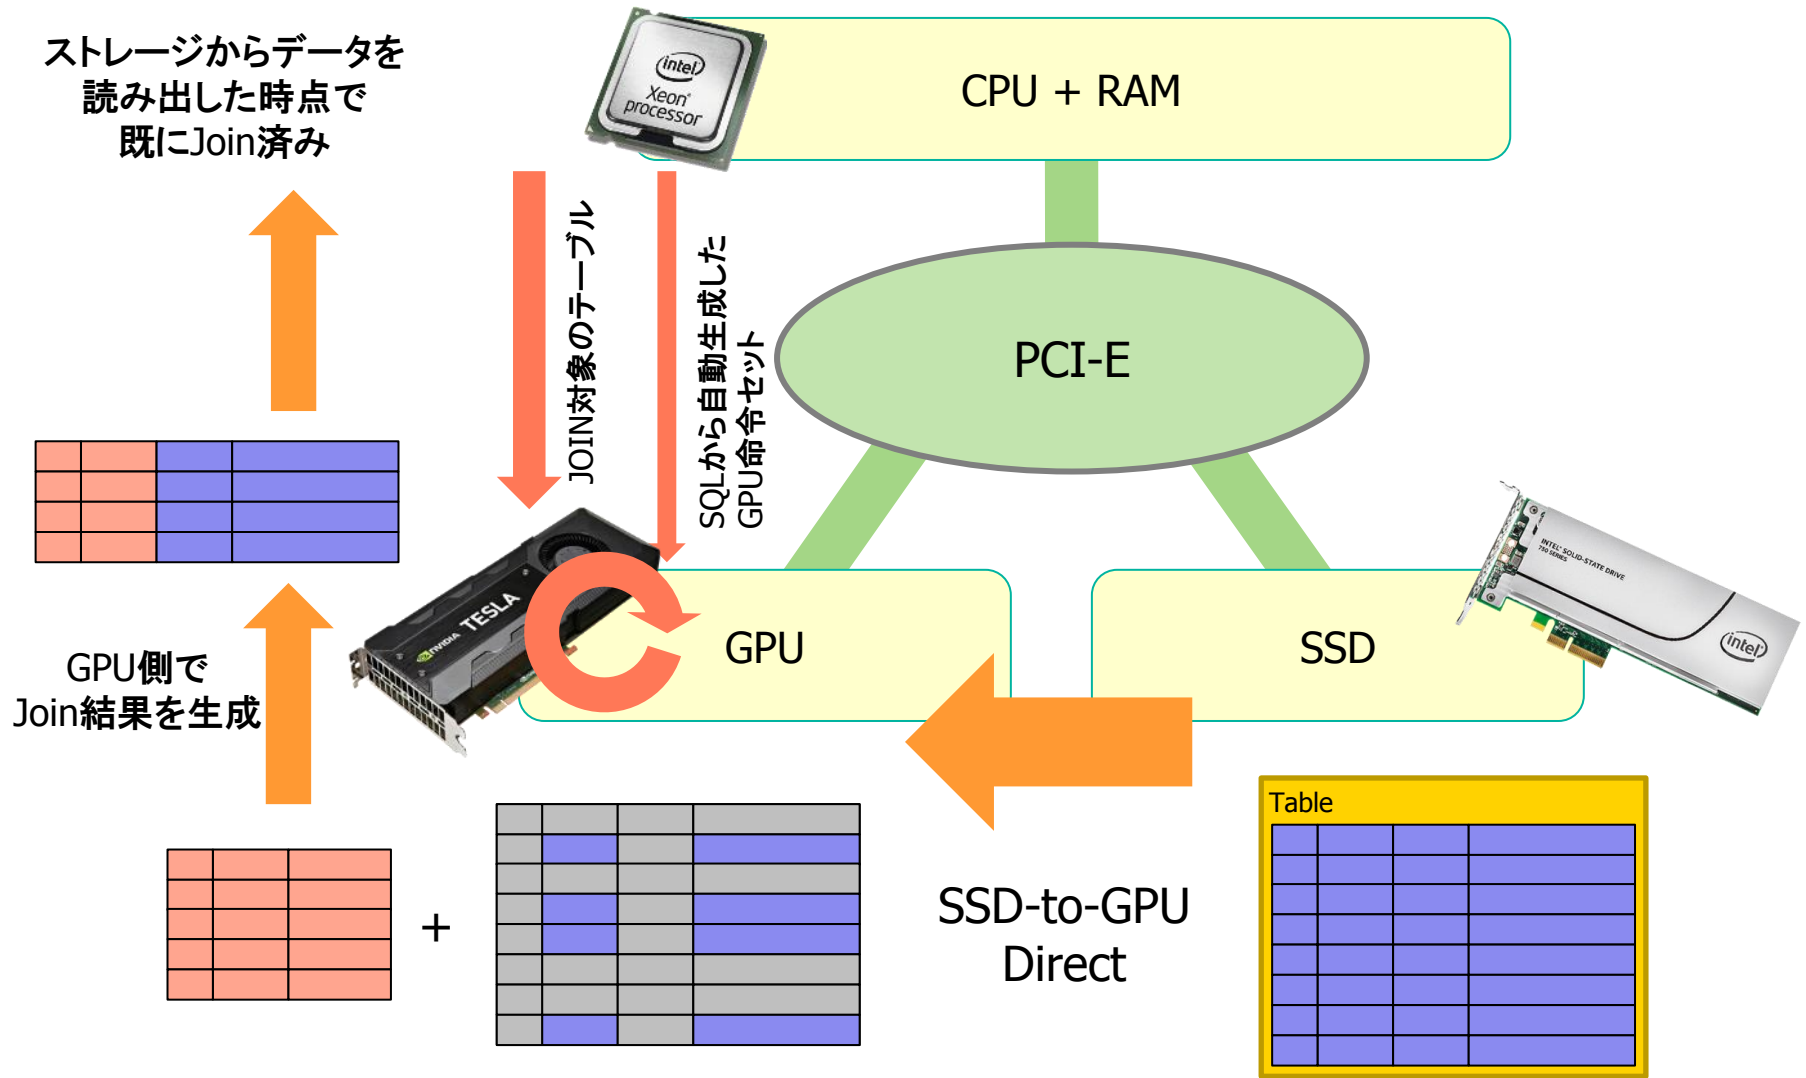 ストレージからデータを
読み出した時点で
既にJoin済み
intel
Xeon®
processor
CPU + RAM
JOIN対象のテーブル
SQLから自動生成した
GPU命令セット
PCI-E
NVIDIA TESLA
GPU
SSD
INTEL® SOLID-STATE DRIVE
750 SERIES
intel
GPU側で
Join結果を生成
+
SSD-to-GPU
Direct
Table